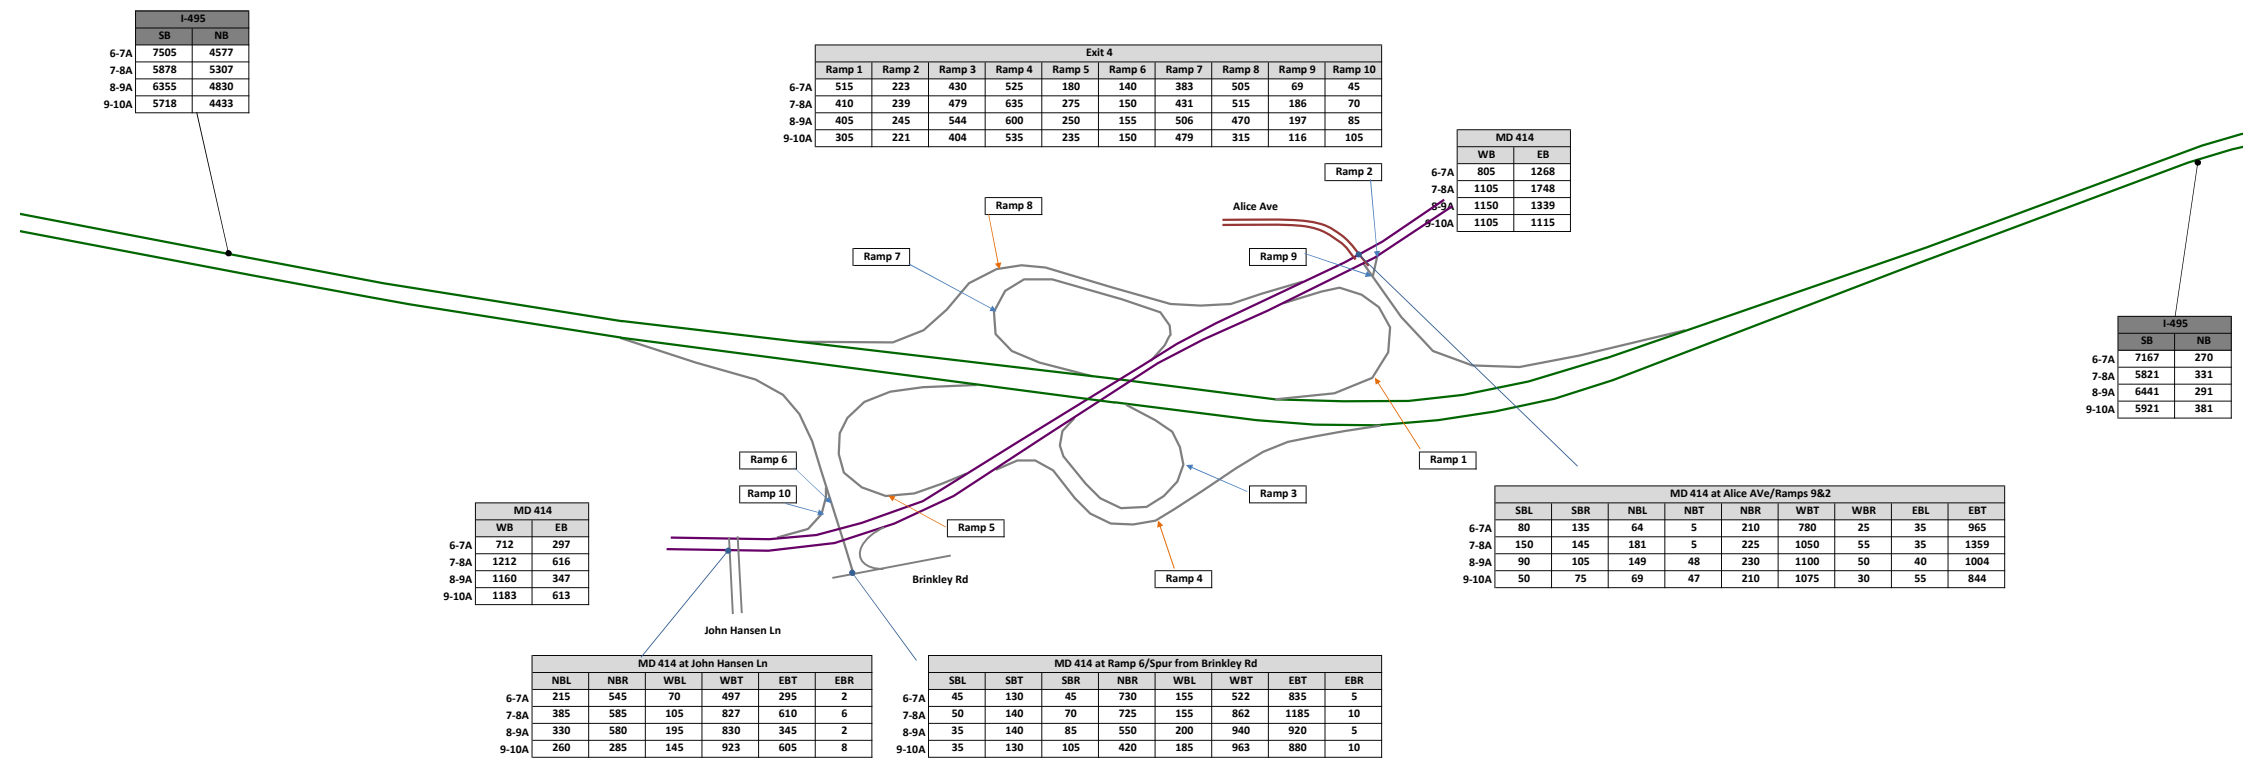 I-495
SB NB
6-7A 7505 4577
7-8A 5878 5307
8-9A 6355 4830
9-10A 5718 4433
Exit 4
Ramp 1 Ramp 2 Ramp 3 Ramp 4 Ramp 5 Ramp 6 Ramp 7 Ramp 8 Ramp 9 Ramp 10
6-7A 515 223 430 525 180 140 383 505 69 45
7-8A 410 239 479 635 275 150 431 515 186 70
8-9A 405 245 544 600 250 155 506 470 197 85
9-10A 305 221 404 535 235 150 479 315 116 105
MD 414
WB EB
6-7A 805 1268
7-8A 1105 1748
8-9A 1150 1339
9-10A 1105 1115
Ramp 2
Ramp 8
Alice Ave
Ramp 7
Ramp 9
I-495
SB NB
6-7A 7167 270
7-8A 5821 331
8-9A 6441 291
9-10A 5921 381
Ramp 6
Ramp 1
Ramp 10
Ramp 3
MD 414
WB EB
6-7A 712 297
7-8A 1212 616
8-9A 1160 347
9-10A 1183 613
Ramp 5
Ramp 4
Brinkley Rd
MD 414 at Alice AVe/Ramps 9&2
SBL SBR NBL NBT NBR WBT WBR EBL EBT
6-7A 80 135 64 5 210 780 25 35 965
7-8A 150 145 181 5 225 1050 55 35 1359
8-9A 90 105 149 48 230 1100 50 40 1004
9-10A 50 75 69 47 210 1075 30 55 844
John Hansen Ln
MD 414 at John Hansen Ln
NBL NBR WBL WBT EBT EBR
6-7A 215 545 70 497 295 2
7-8A 385 585 105 827 610 6
8-9A 330 580 195 830 345 2
9-10A 260 285 145 923 605 8
MD 414 at Ramp 6/Spur from Brinkley Rd
SBL SBT SBR NBR WBL WBT EBT EBR
6-7A 45 130 45 730 155 522 835 5
7-8A 50 140 70 725 155 862 1185 10
8-9A 35 140 85 550 200 940 920 5
9-10A 35 130 105 420 185 963 880 10